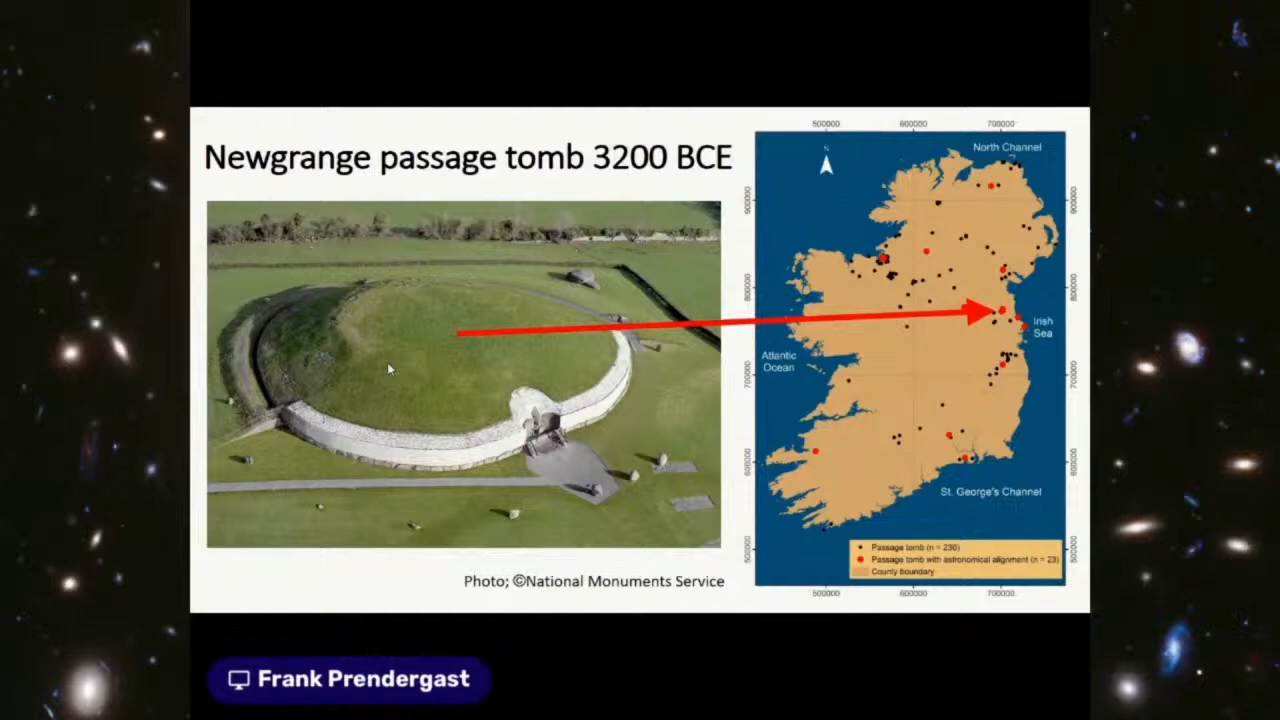 Newgrange passage tomb 3200 BCE
Photo; ©National Monuments Service
500000 600000 700000
N
North Channel
900000 900000
800000 800000
Irish
Sea
Atlantic
Ocean
700000 700000
600000 600000
St. George's Channel
500000 500000
Passage tomb (n = 230)
Passage tomb with astronomical alignment (n = 23)
County boundary
500000 600000 700000
Frank Prendergast